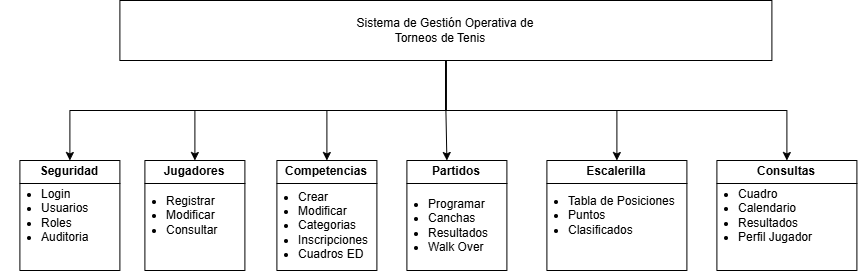 Sistema de Gestión Operativa de
Torneos de Tenis
Seguridad
Login
Usuarios
Roles
Auditoria
Jugadores
Registrar
Modificar
Consultar
Competencias
Crear
Modificar
Categorias
Inscripciones
Cuadros ED
Partidos
Programar
Canchas
Resultados
Walk Over
Escalerilla
Tabla de Posiciones
Puntos
Clasificados
Consultas
Cuadro
Calendario
Resultados
Perfil Jugador